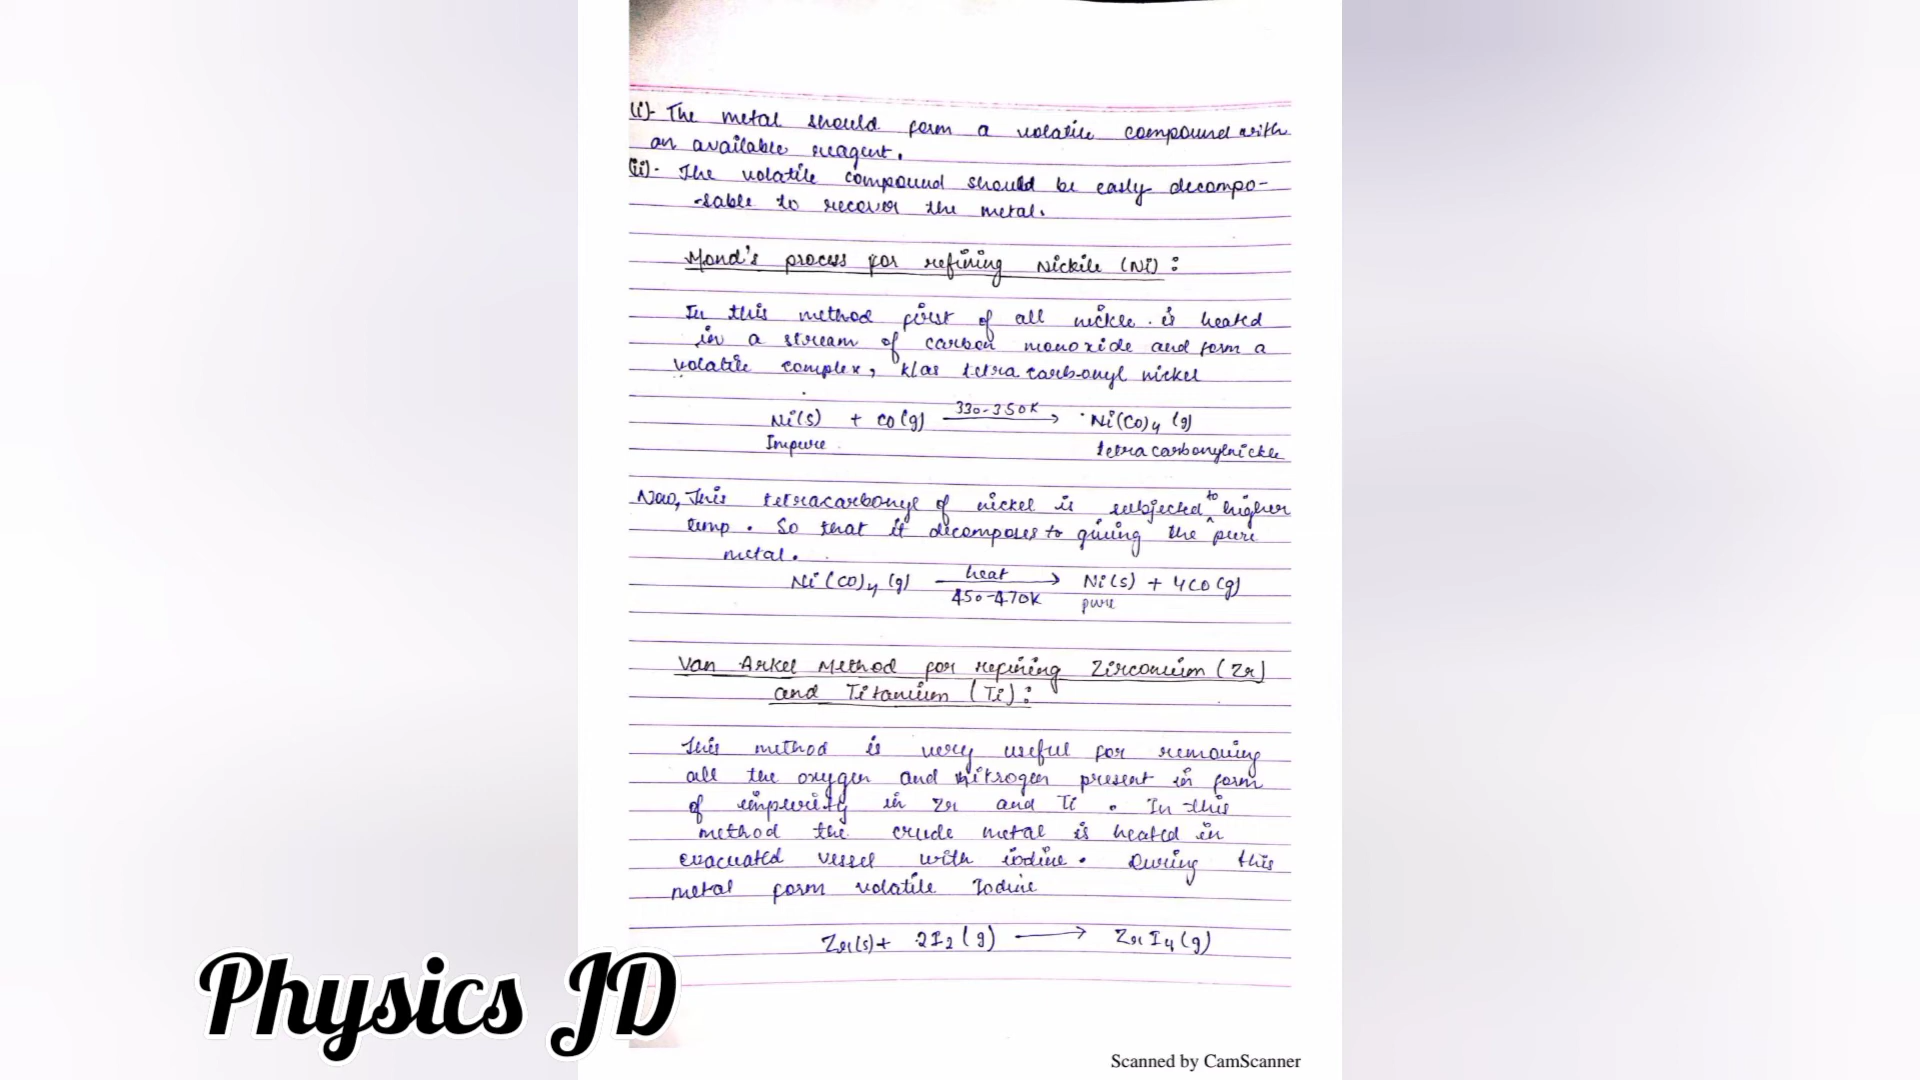 (i)- The metal should form a volatile compound with
an available reagent.
(ii)- The volatile compound should be easily decompo-
-sable to recover the metal.
Mond's process for refining Nickile (Ni) :
In this method first of all nickle is heated
in a stream of carbon monoxide and form a
volatile complex, k/as tetra carbonyl nickel
Ni(s) + CO(g) 330-350K → Ni(CO)4 (g)
Impure tetra carbonylnickle
Now, This tetracarbonyl of nickel is subjected to higher
temp. So that it decomposes to giving the pure
metal.
Ni(CO)4 (g) heat → Ni(s) + 4CO(g)
450-470K pure
Van Arkel Method for refining Zirconium (Zr)
and Titanium (Ti) :
This method is very useful for removing
all the oxygen and nitrogen present in form
of impurity in Zr and Ti . In this
method the crude metal is heated in
evacuated vessel with iodine. During this
metal form volatile Iodine
Zr(s) + 2I2(g) → ZrI4(g)
Physics JD
Scanned by CamScanner